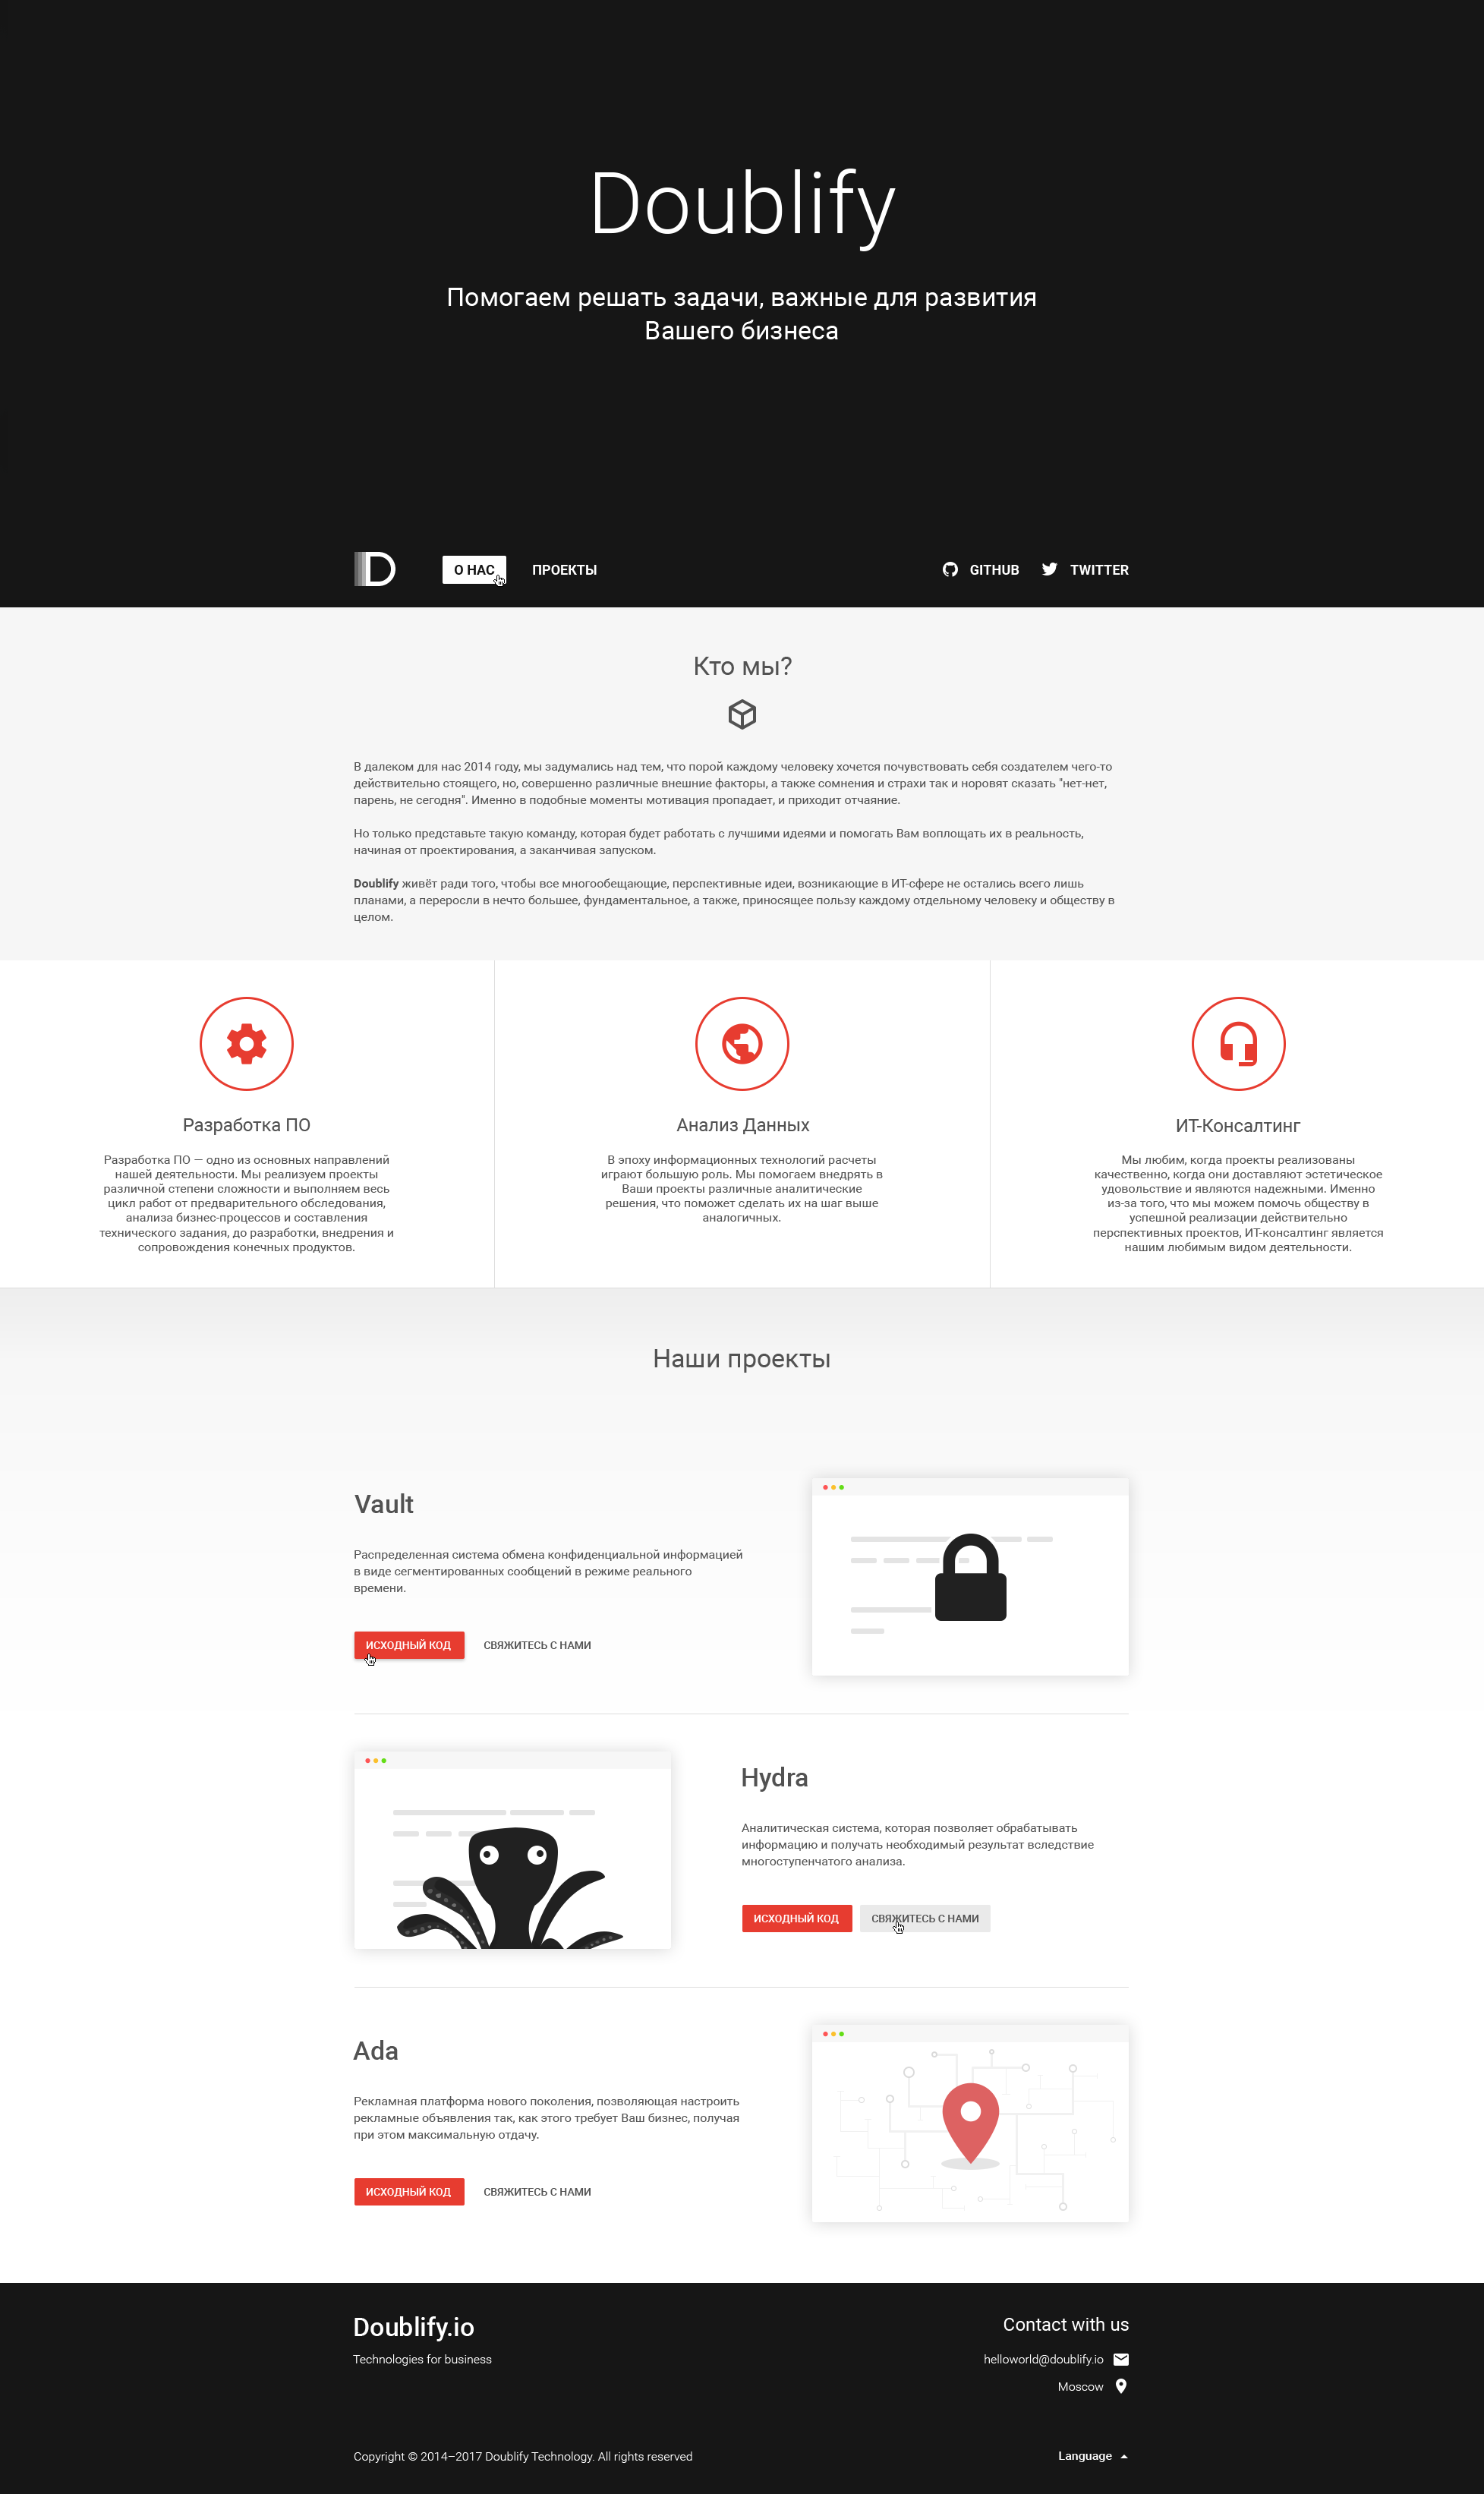 Doublify
Помогаем решать задачи, важные для развития
Вашего бизнеса
D
О НАС
ПРОЕКТЫ
GITHUB
TWITTER
Кто мы?
В далеком для нас 2014 году, мы задумались над тем, что порой каждому человеку хочется почувствовать себя создателем чего-то
действительно стоящего, но, совершенно различные внешние факторы, а также сомнения и страхи так и норовят сказать "нет-нет,
парень, не сегодня". Именно в подобные моменты мотивация пропадает, и приходит отчаяние.
Но только представьте такую команду, которая будет работать с лучшими идеями и помогать Вам воплощать их в реальность,
начиная от проектирования, а заканчивая запуском.
Doublify живёт ради того, чтобы все многообещающие, перспективные идеи, возникающие в ИТ-сфере не остались всего лишь
планами, а переросли в нечто большее, фундаментальное, а также, приносящее пользу каждому отдельному человеку и обществу в
целом.
Разработка ПО
Разработка ПО — одно из основных направлений
нашей деятельности. Мы реализуем проекты
различной степени сложности и выполняем весь
цикл работ от предварительного обследования,
анализа бизнес-процессов и составления
технического задания, до разработки, внедрения и
сопровождения конечных продуктов.
Анализ Данных
В эпоху информационных технологий расчеты
играют большую роль. Мы помогаем внедрять в
Ваши проекты различные аналитические
решения, что поможет сделать их на шаг выше
аналогичных.
ИТ-Консалтинг
Мы любим, когда проекты реализованы
качественно, когда они доставляют эстетическое
удовольствие и являются надежными. Именно
из-за того, что мы можем помочь обществу в
успешной реализации действительно
перспективных проектов, ИТ-консалтинг является
нашим любимым видом деятельности.
Наши проекты
Vault
Распределенная система обмена конфиденциальной информацией
в виде сегментированных сообщений в режиме реального
времени.
ИСХОДНЫЙ КОД
СВЯЖИТЕСЬ С НАМИ
Hydra
Аналитическая система, которая позволяет обрабатывать
информацию и получать необходимый результат вследствие
многоступенчатого анализа.
ИСХОДНЫЙ КОД
СВЯЖИТЕСЬ С НАМИ
Ada
Рекламная платформа нового поколения, позволяющая настроить
рекламные объявления так, как этого требует Ваш бизнес, получая
при этом максимальную отдачу.
ИСХОДНЫЙ КОД
СВЯЖИТЕСЬ С НАМИ
Doublify.io
Technologies for business
Contact with us
helloworld@doublify.io
Moscow
Copyright © 2014–2017 Doublify Technology. All rights reserved
Language